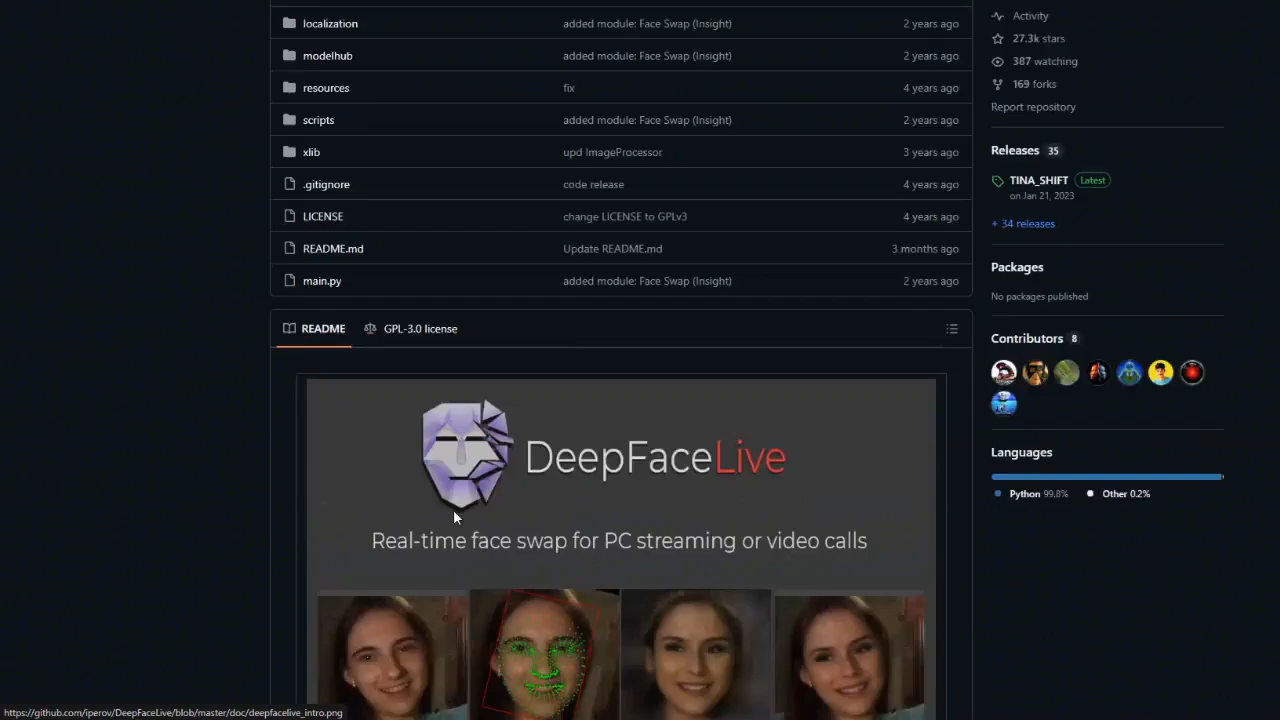 localization added module: Face Swap (Insight) 2 years ago
modelhub added module: Face Swap (Insight) 2 years ago
resources fix 4 years ago
scripts added module: Face Swap (Insight) 2 years ago
xlib upd ImageProcessor 3 years ago
.gitignore code release 4 years ago
LICENSE change LICENSE to GPLv3 4 years ago
README.md Update README.md 3 months ago
main.py added module: Face Swap (Insight) 2 years ago
README GPL-3.0 license
DeepFaceLive
Real-time face swap for PC streaming or video calls
Activity
27.3k stars
387 watching
169 forks
Report repository
Releases 35
TINA_SHIFT Latest
on Jan 21, 2023
+ 34 releases
Packages
No packages published
Contributors 8
Languages
Python 99.8% Other 0.2%
https://github.com/iperov/DeepFaceLive/blob/master/doc/deepfacelive_intro.png